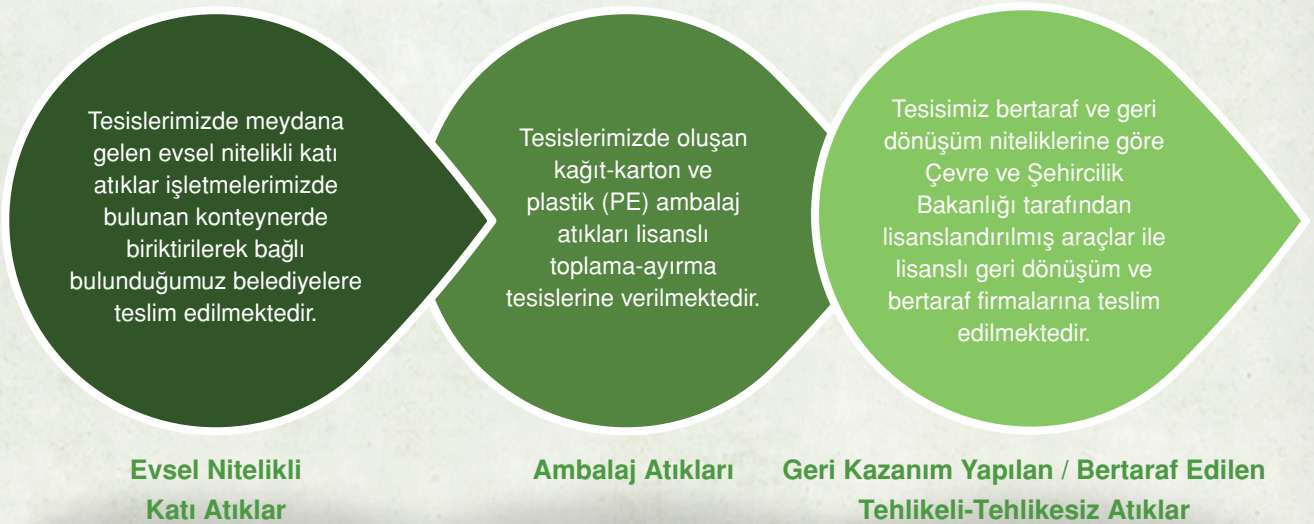 Tesislerimizde meydana
gelen evsel nitelikli katı
atıklar işletmelerimizde
bulunan konteynerde
biriktirilerek bağlı
bulunduğumuz belediyelere
teslim edilmektedir.
Evsel Nitelikli
Katı Atıklar
Tesislerimizde oluşan
kağıt-karton ve
plastik (PE) ambalaj
atıkları lisanslı
toplama-ayırma
tesislerine verilmektedir.
Ambalaj Atıkları
Tesisimiz bertaraf ve geri
dönüşüm niteliklerine göre
Çevre ve Şehircilik
Bakanlığı tarafından
lisanslandırılmış araçlar ile
lisanslı geri dönüşüm ve
bertaraf firmalarına teslim
edilmektedir.
Geri Kazanım Yapılan / Bertaraf Edilen
Tehlikeli-Tehlikesiz Atıklar